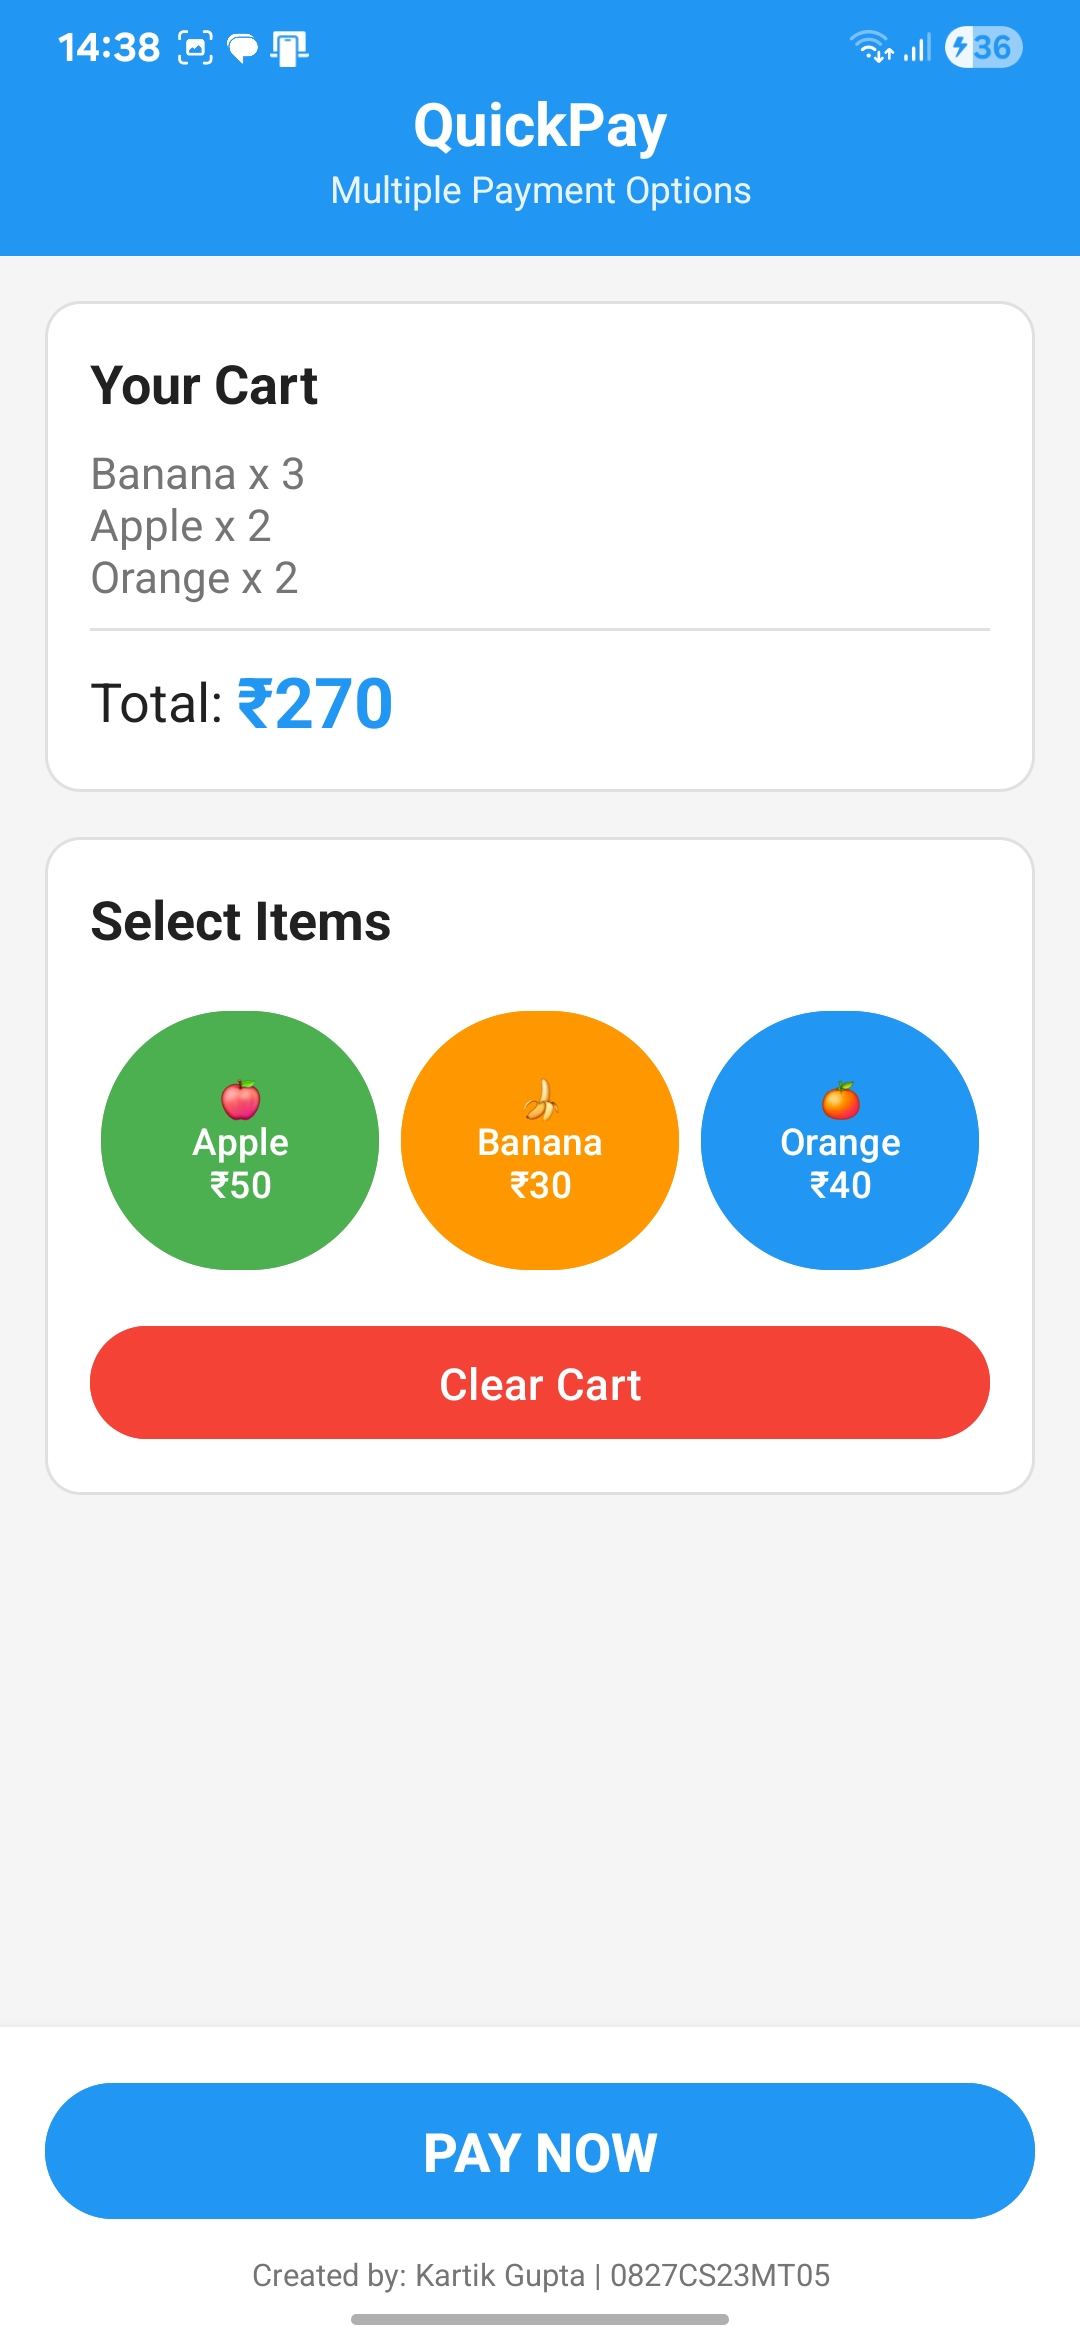 14:38
36
QuickPay
Multiple Payment Options
Your Cart
Banana x 3
Apple x 2
Orange x 2
Total: ₹270
Select Items
Apple
₹50
Banana
₹30
Orange
₹40
Clear Cart
PAY NOW
Created by: Kartik Gupta | 0827CS23MT05